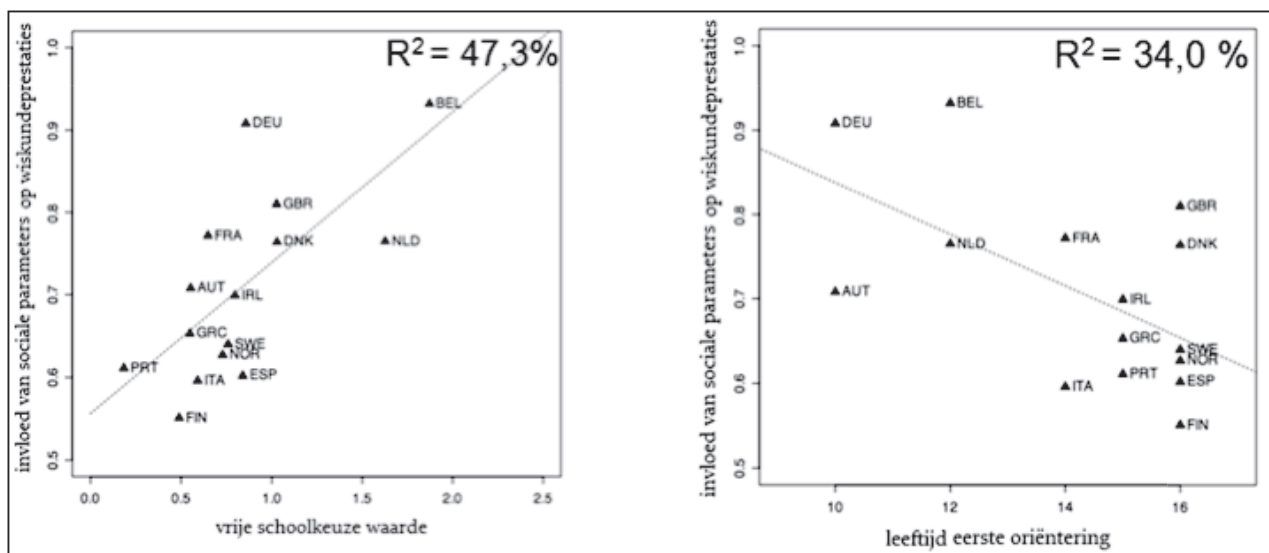 invloed van sociale parameters op wiskundeprestaties
R² = 47,3%
1.0
0.9
0.8
0.7
0.6
0.5
BEL
DEU
GBR
FRA
DNK
NLD
AUT
IRL
GRC
SWE
NOR
PRT
ITA
ESP
FIN
0.0 0.5 1.0 1.5 2.0 2.5
vrije schoolkeuze waarde
invloed van sociale parameters op wiskundeprestaties
R² = 34,0 %
1.0
0.9
0.8
0.7
0.6
0.5
BEL
DEU
GBR
FRA
DNK
NLD
AUT
IRL
GRC
SWE
NOR
PRT
ESP
ITA
FIN
10 12 14 16
leeftijd eerste oriëntering